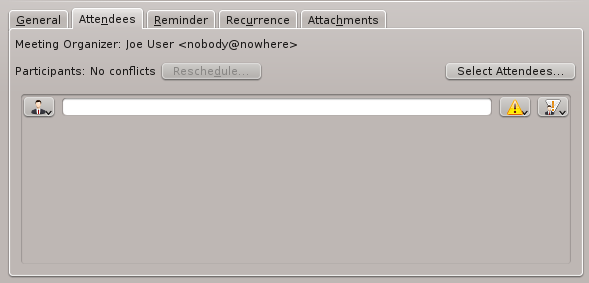 General Attendees Reminder Recurrence Attachments
Meeting Organizer: Joe User <nobody@nowhere>
Participants: No conflicts Reschedule... Select Attendees...